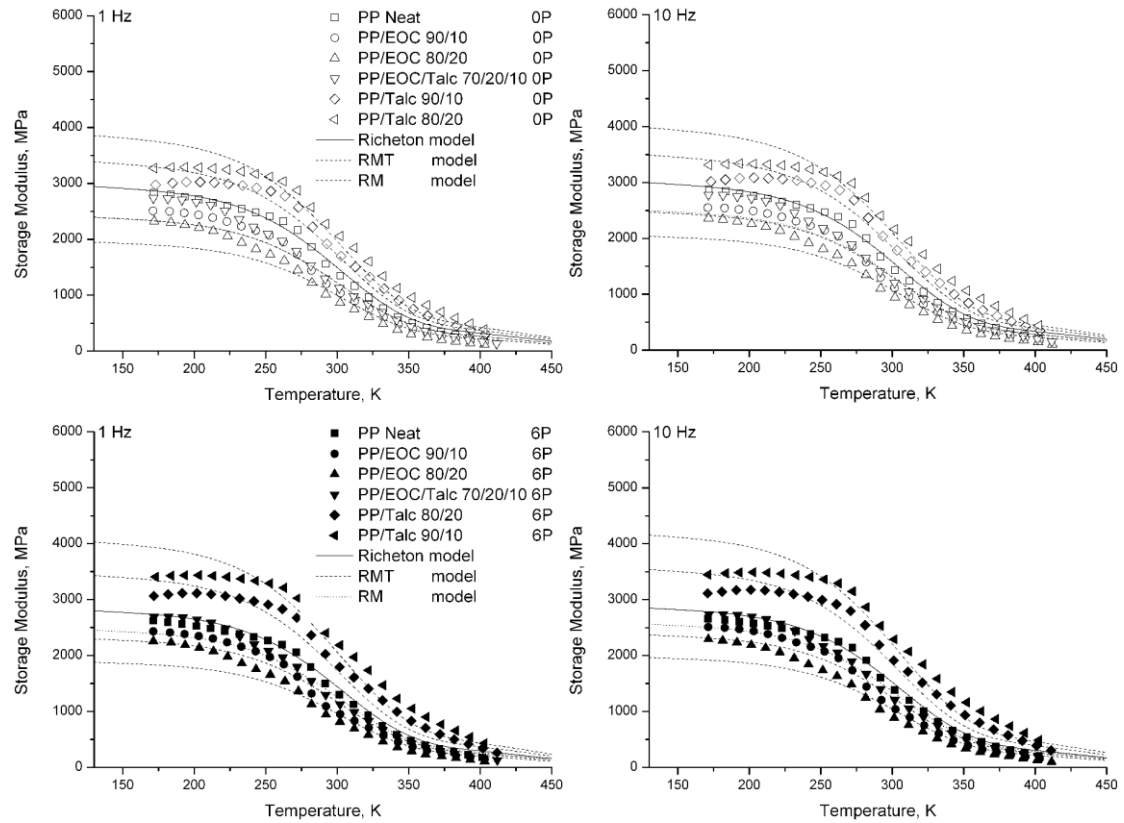 1 Hz
PP Neat 0P
PP/EOC 90/10 0P
PP/EOC 80/20 0P
PP/EOC/Talc 70/20/10 0P
PP/Talc 90/10 0P
PP/Talc 80/20 0P
Richeton model
RMT model
RM model
6000
5000
4000
3000
2000
1000
0
Storage Modulus, MPa
150 200 250 300 350 400 450
Temperature, K
10 Hz
6000
5000
4000
3000
2000
1000
0
Storage Modulus, MPa
150 200 250 300 350 400 450
Temperature, K
1 Hz
PP Neat 6P
PP/EOC 90/10 6P
PP/EOC 80/20 6P
PP/EOC/Talc 70/20/10 6P
PP/Talc 80/20 6P
PP/Talc 90/10 6P
Richeton model
RMT model
RM model
6000
5000
4000
3000
2000
1000
0
Storage Modulus, MPa
150 200 250 300 350 400 450
Temperature, K
10 Hz
6000
5000
4000
3000
2000
1000
0
Storage Modulus, MPa
150 200 250 300 350 400 450
Temperature, K